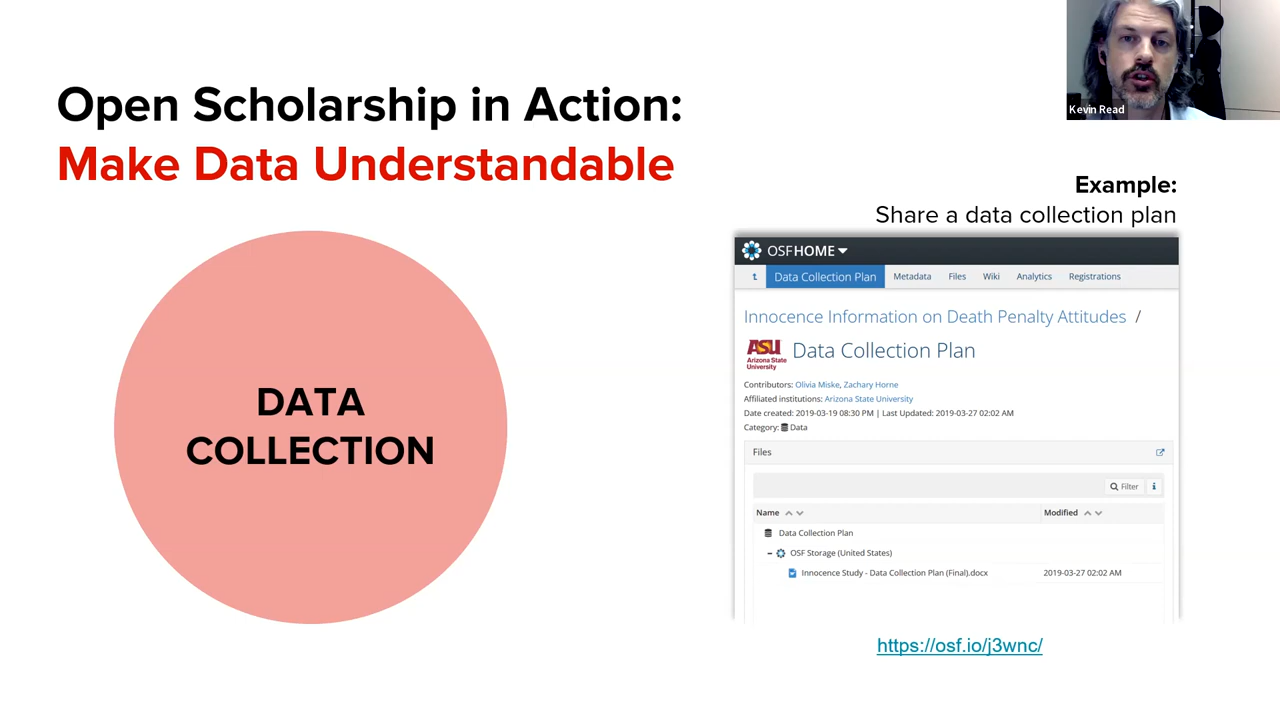 Kevin Read
Open Scholarship in Action:
Make Data Understandable
DATA
COLLECTION
Example:
Share a data collection plan
OSFHOME
t Data Collection Plan Metadata Files Wiki Analytics Registrations
Innocence Information on Death Penalty Attitudes /
ASU
Arizona State
University
Data Collection Plan
Contributors: Olivia Miske, Zachary Horne
Affiliated institutions: Arizona State University
Date created: 2019-03-19 08:30 PM | Last Updated: 2019-03-27 02:02 AM
Category: Data
Files
Filter i
Name Modified
Data Collection Plan
OSF Storage (United States)
Innocence Study - Data Collection Plan (Final).docx 2019-03-27 02:02 AM
https://osf.io/j3wnc/